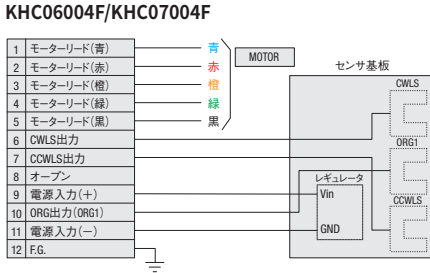 KHC06004F/KHC07004F
1 モーターリード(青) 青
2 モーターリード(赤) 赤
3 モーターリード(橙) 橙
4 モーターリード(緑) 緑
5 モーターリード(黒) 黒
6 CWLS出力
7 CCWLS出力
8 オープン
9 電源入力(＋)
10 ORG出力(ORG1)
11 電源入力(－)
12 F.G.
MOTOR
センサ基板
CWLS
ORG1
CCWLS
レギュレータ
Vin
GND